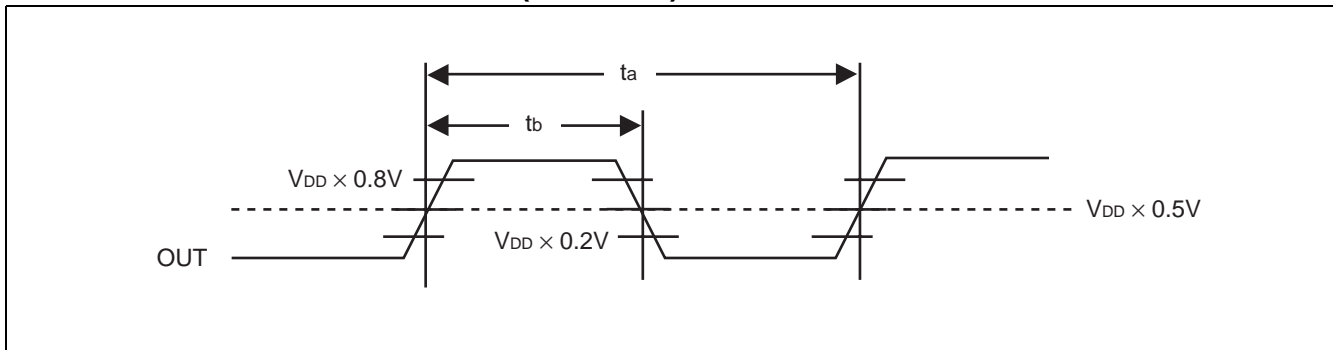 ta
tb
VDD × 0.8V
VDD × 0.5V
VDD × 0.2V
OUT